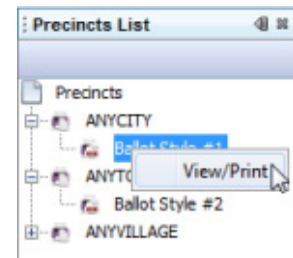 Precincts List
Precincts
ANYCITY
Ballot Style #1
View/Print
Ballot Style #2
ANYVILLAGE